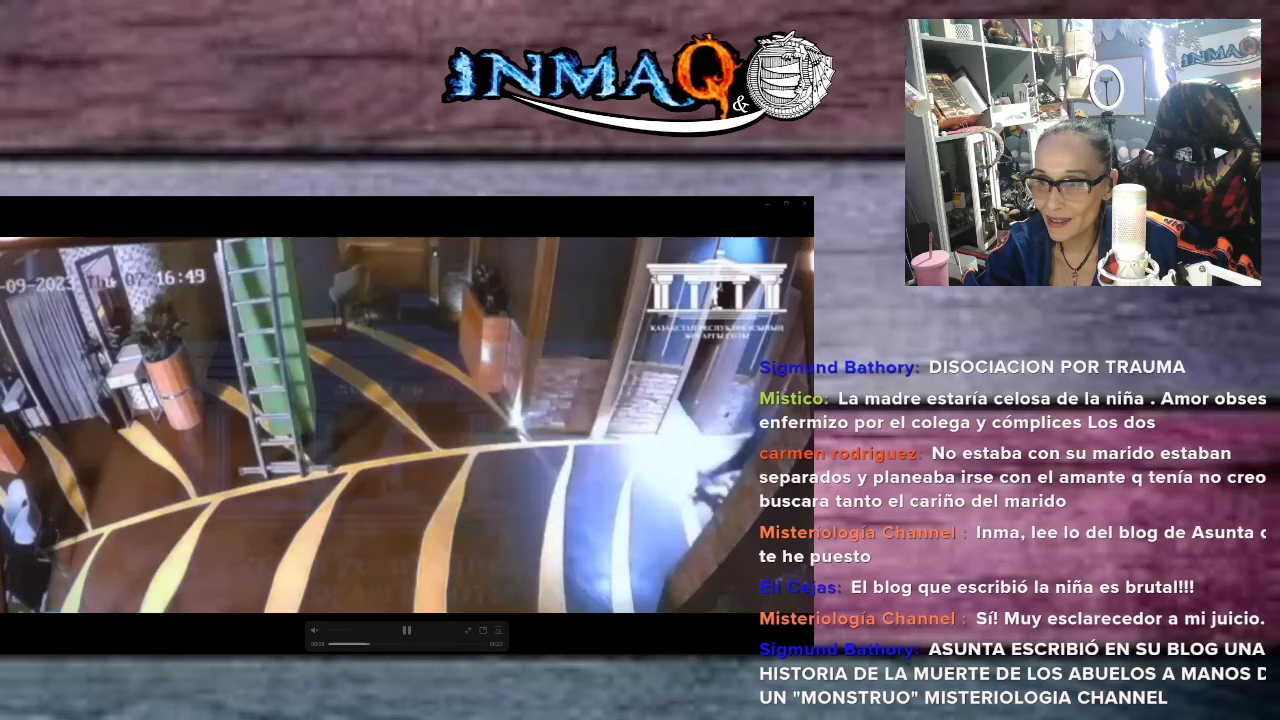 INMAQ
&
INMAQ
-09-2023 Thu 07:16:49
ҚАЗАҚСТАН РЕСПУБЛИКАСЫНЫҢ
ЖОҒАРҒЫ СОТЫ
Sigmund Bathory: DISOCIACION POR TRAUMA
Mistico: La madre estaría celosa de la niña . Amor obses
enfermizo por el colega y cómplices Los dos
carmen rodriguez: No estaba con su marido estaban
separados y planeaba irse con el amante q tenía no creo
buscara tanto el cariño del marido
Misteriología Channel : Inma, lee lo del blog de Asunta
te he puesto
Eli Cejas: El blog que escribió la niña es brutal!!!
Misteriología Channel : Sí! Muy esclarecedor a mi juicio.
Sigmund Bathory: ASUNTA ESCRIBIÓ EN SU BLOG UNA
HISTORIA DE LA MUERTE DE LOS ABUELOS A MANOS D
UN "MONSTRUO" MISTERIOLOGIA CHANNEL